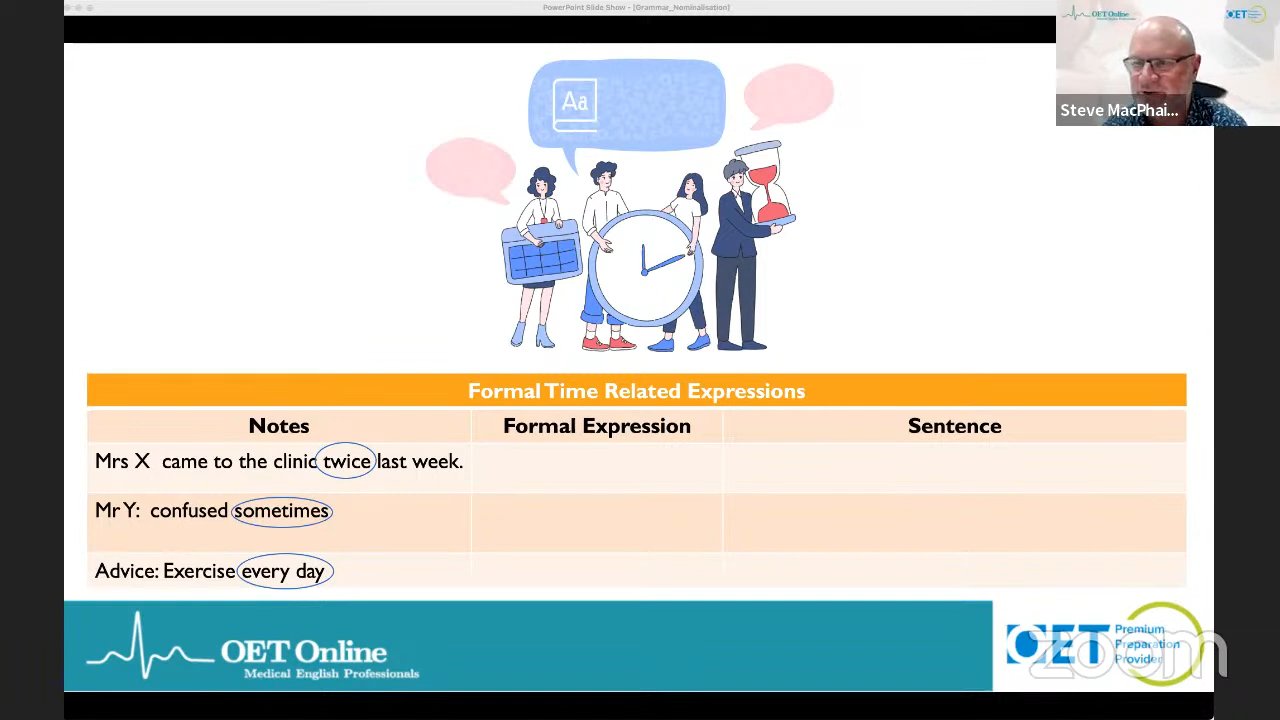 PowerPoint Slide Show - [Grammar_Nominalisation]
OET Online
OET
Steve MacPhai...
Aa
Formal Time Related Expressions
Notes
Formal Expression
Sentence
Mrs X came to the clinic twice last week.
Mr Y: confused sometimes
Advice: Exercise every day
OET Online
Medical English Professionals
OET
Premium
Preparation
Provider
zoom